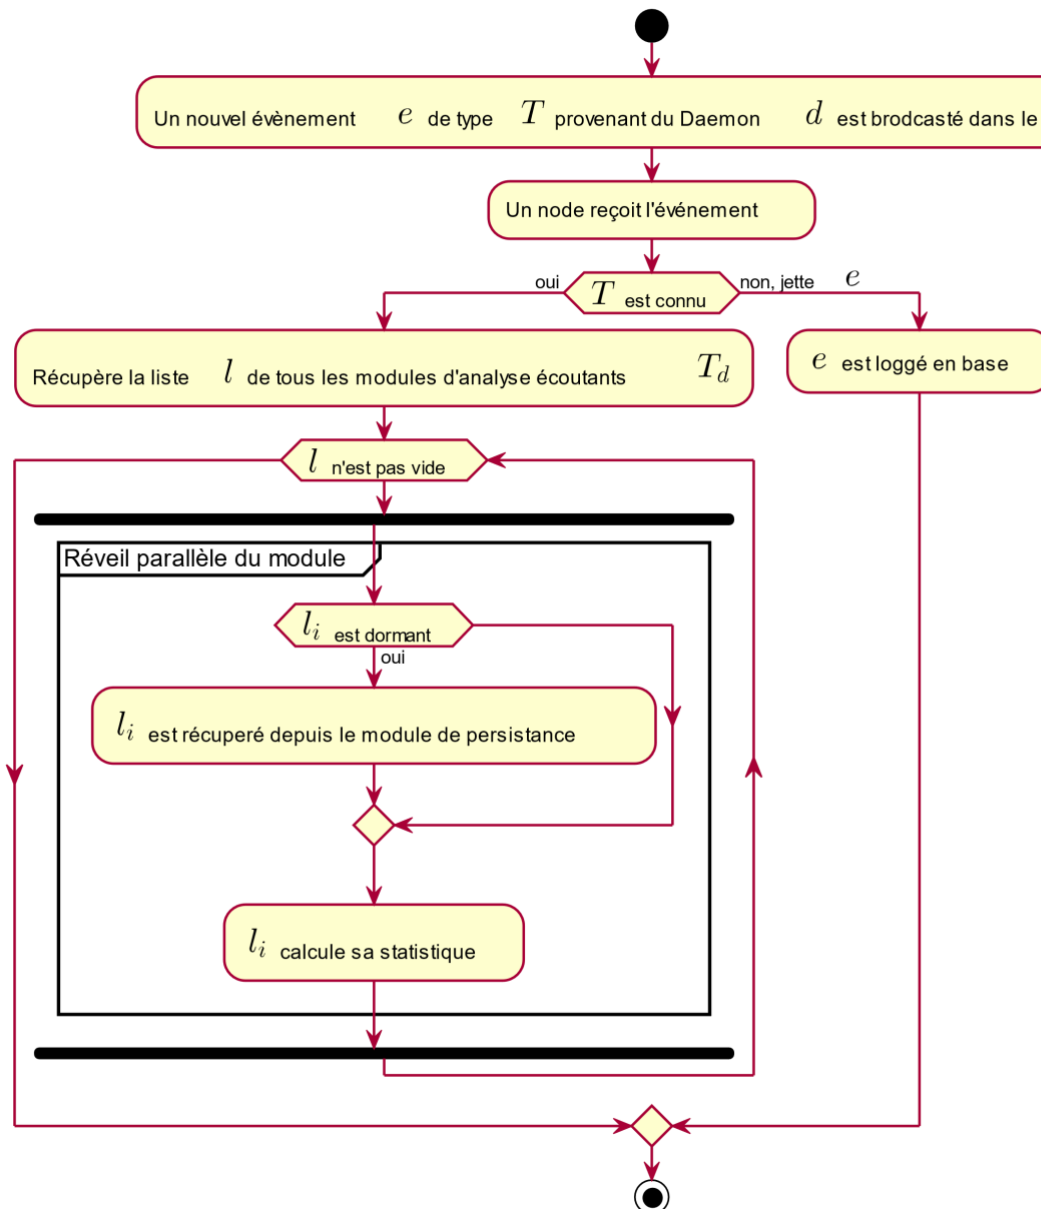 Un nouvel évènement e de type T provenant du Daemon d est brodcasté dans le
Un node reçoit l'événement
oui
T est connu
non, jette e
Récupère la liste l de tous les modules d'analyse écoutants T_d
e est loggé en base
l n'est pas vide
Réveil parallèle du module
l_i est dormant
oui
l_i est récuperé depuis le module de persistance
l_i calcule sa statistique